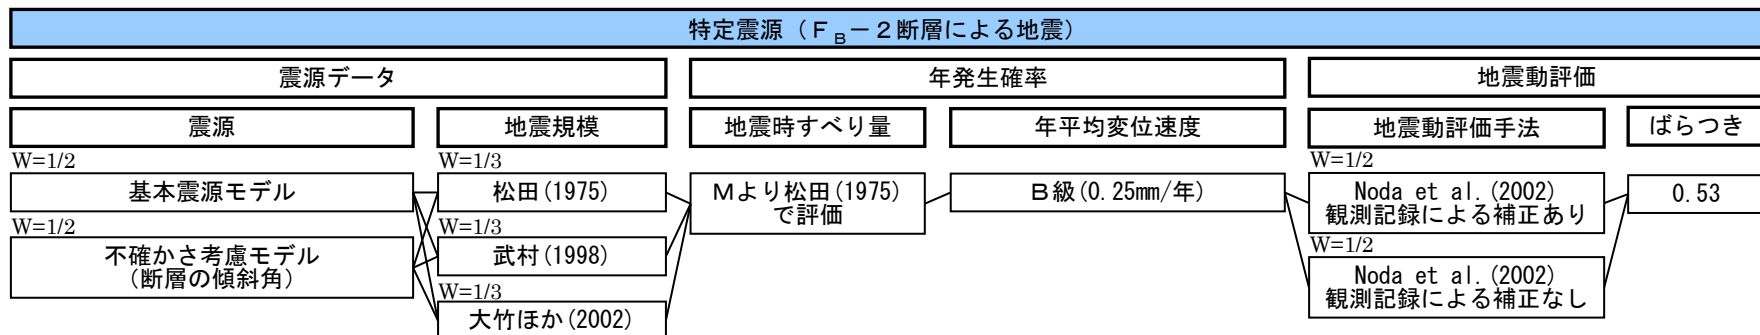 特定震源（ＦB－２断層による地震）
震源データ
年発生確率
地震動評価
震源
地震規模
地震時すべり量
年平均変位速度
地震動評価手法
ばらつき
W=1/2
基本震源モデル
W=1/2
不確かさ考慮モデル
（断層の傾斜角）
W=1/3
松田(1975)
W=1/3
武村(1998)
W=1/3
大竹ほか(2002)
Ｍより松田(1975)
で評価
Ｂ級(0.25mm/年)
W=1/2
Noda et al.(2002)
観測記録による補正あり
W=1/2
Noda et al.(2002)
観測記録による補正なし
0.53